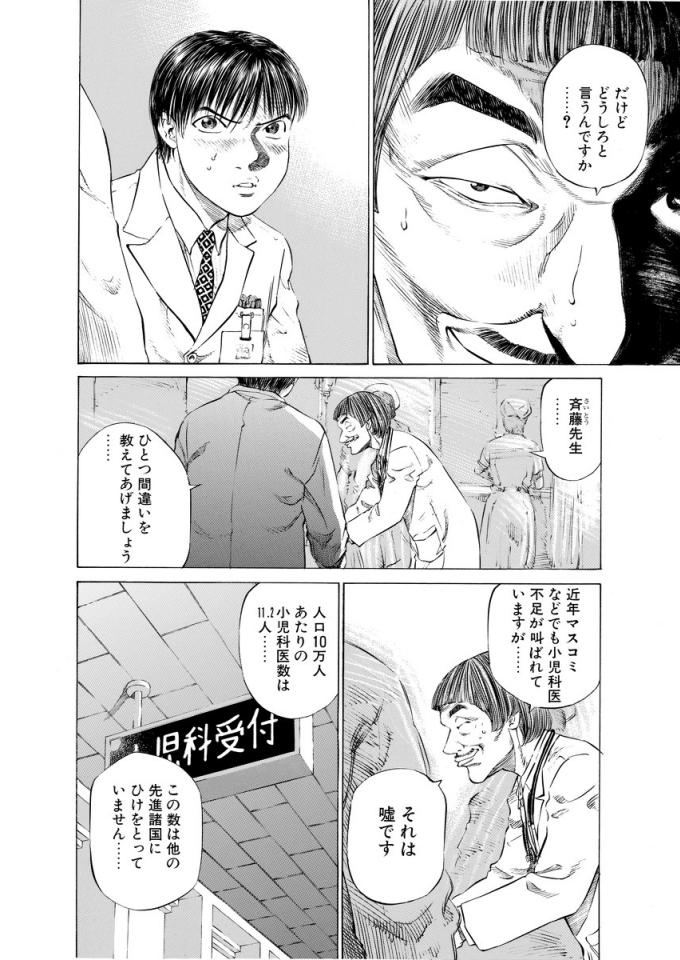 だけど
どうしろと
言うんですか
……?
斉藤先生
さいとう
……
ひとつ間違いを
教えてあげましょう
……
近年マスコミ
などでも小児科医
不足が叫ばれて
いますが……
それは
嘘です
人口10万人
あたりの
小児科医数は
11.2人……
児科受付
この数は他の
先進諸国に
ひけをとって
いません……